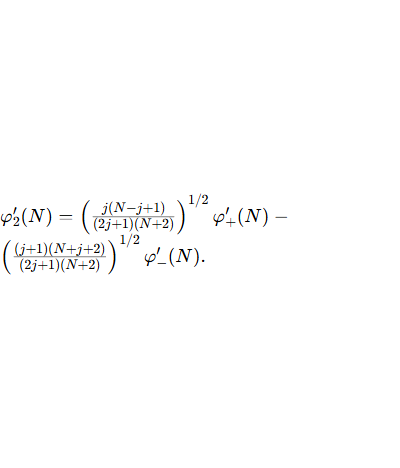 φ′₂(N) = (j(N−j+1)/(2j+1)(N+2))^{1/2} φ′₊(N) −
((j+1)(N+j+2)/(2j+1)(N+2))^{1/2} φ′₋(N).